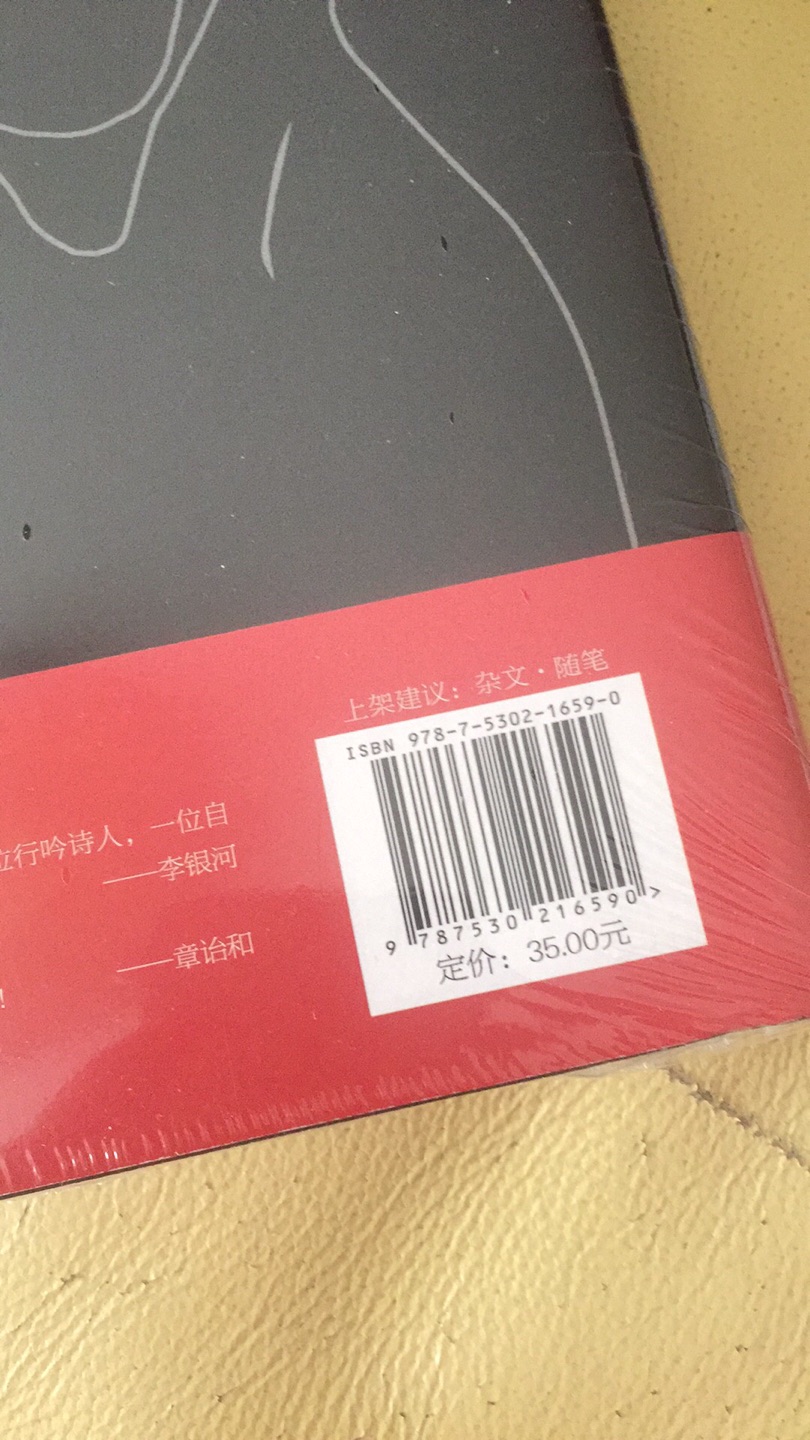 上架建议：杂文·随笔
ISBN 978-7-5302-1659-0
9 787530 216590 >
定价：35.00元
位行吟诗人，一位自
——李银河
——章诒和
!